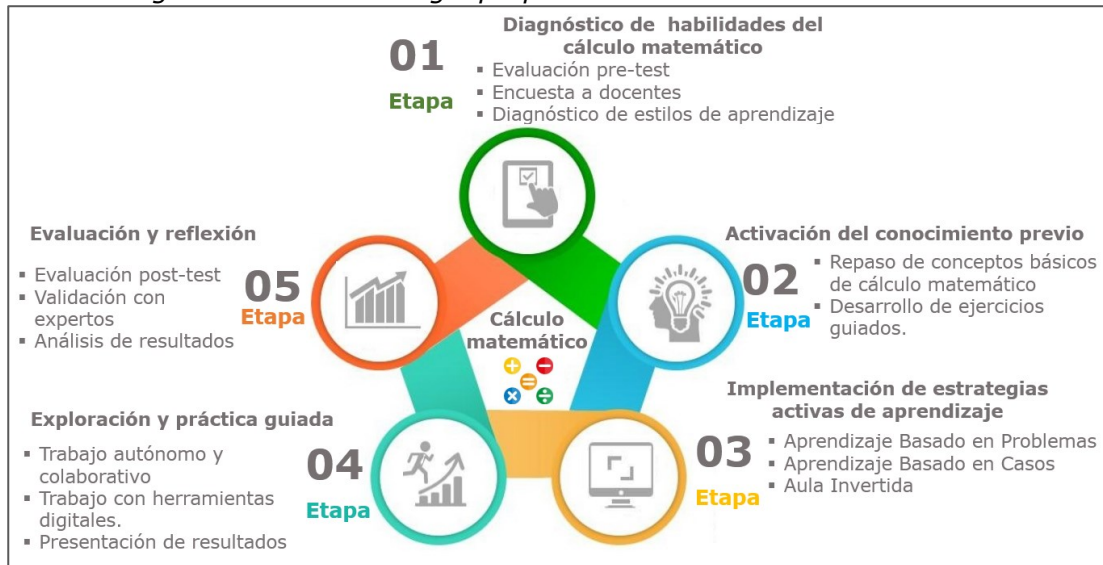 Diagnóstico de habilidades del
cálculo matemático
01
Etapa
▪ Evaluación pre-test
▪ Encuesta a docentes
▪ Diagnóstico de estilos de aprendizaje
Activación del conocimiento previo
02
Etapa
▪ Repaso de conceptos básicos
de cálculo matemático
▪ Desarrollo de ejercicios
guiados.
Implementación de estrategias
activas de aprendizaje
03
Etapa
▪ Aprendizaje Basado en Problemas
▪ Aprendizaje Basado en Casos
▪ Aula Invertida
Exploración y práctica guiada
04
Etapa
▪ Trabajo autónomo y
colaborativo
▪ Trabajo con herramientas
digitales.
▪ Presentación de resultados
Evaluación y reflexión
05
Etapa
▪ Evaluación post-test
▪ Validación con
expertos
▪ Análisis de resultados
Cálculo
matemático
+ −
=
× ÷